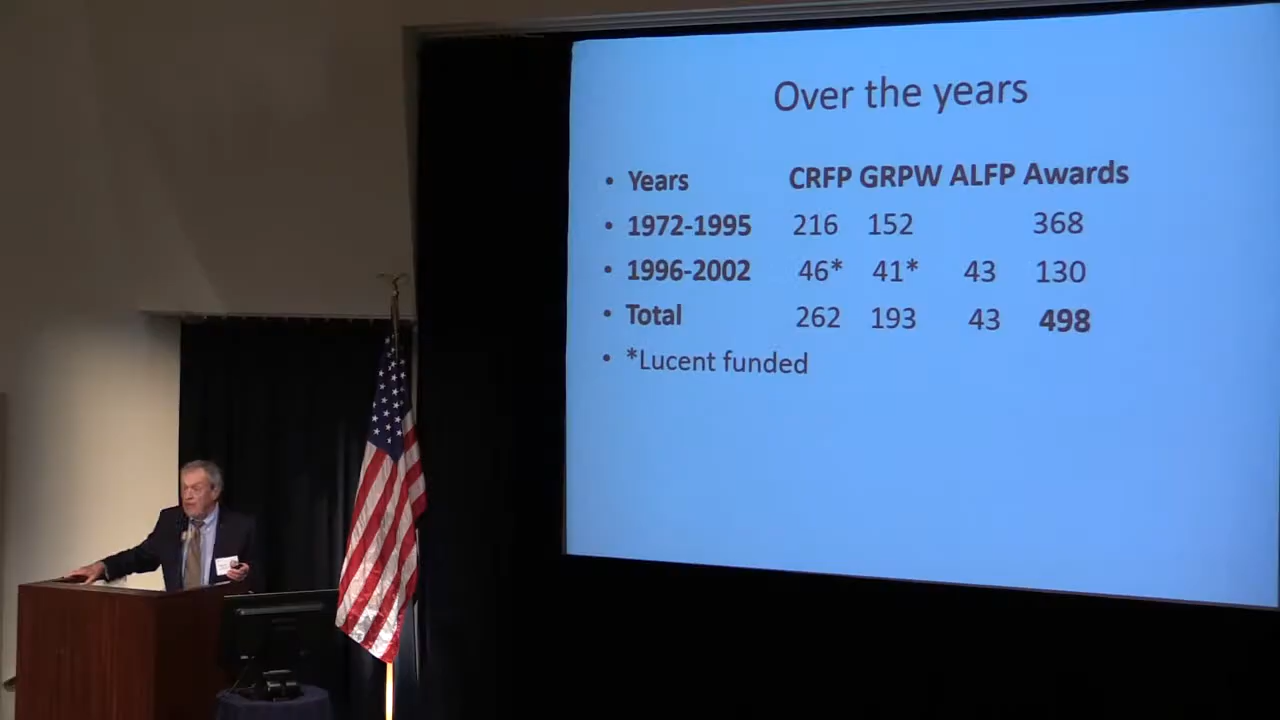 Over the years
• Years CRFP GRPW ALFP Awards
• 1972-1995 216 152 368
• 1996-2002 46* 41* 43 130
• Total 262 193 43 498
• *Lucent funded